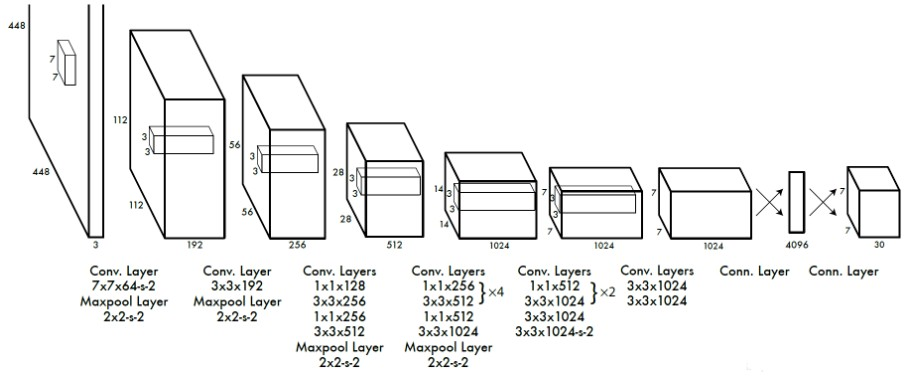 448
7
7
448
3
112
3
3
112
192
56
3
3
56
256
28
3
3
28
512
14
3
3
14
1024
7
3
3
7
1024
7
7
1024
4096
7
7
30
Conv. Layer
7x7x64-s-2
Maxpool Layer
2x2-s-2
Conv. Layer
3x3x192
Maxpool Layer
2x2-s-2
Conv. Layers
1x1x128
3x3x256
1x1x256
3x3x512
Maxpool Layer
2x2-s-2
Conv. Layers
1x1x256
3x3x512
}×4
1x1x512
3x3x1024
Maxpool Layer
2x2-s-2
Conv. Layers
1x1x512
3x3x1024
}×2
3x3x1024
3x3x1024-s-2
Conv. Layers
3x3x1024
3x3x1024
Conn. Layer
Conn. Layer